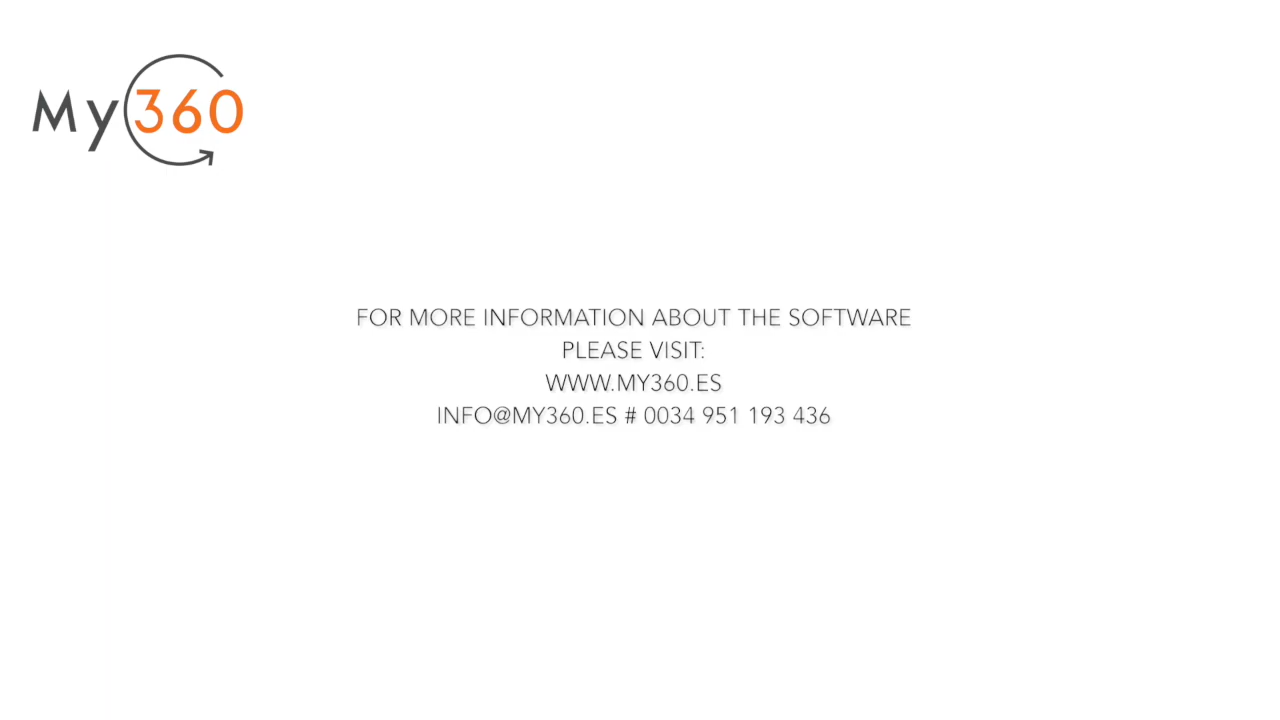 My360
FOR MORE INFORMATION ABOUT THE SOFTWARE
PLEASE VISIT:
WWW.MY360.ES
INFO@MY360.ES # 0034 951 193 436